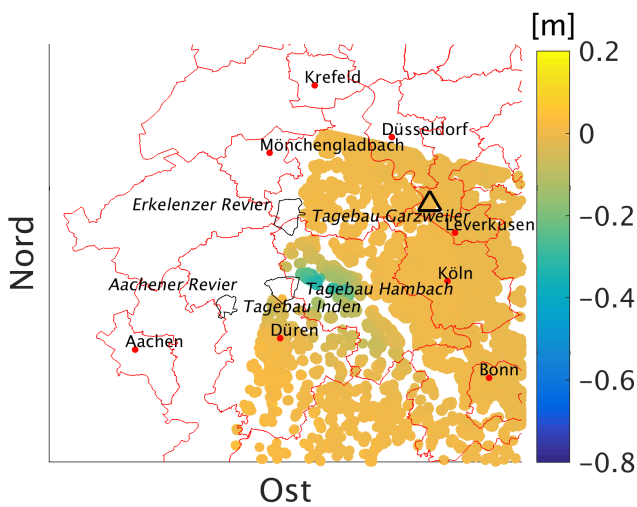 [m]
0.2
Krefeld
Düsseldorf
0
Mönchengladbach
Erkelenzer Revier
Tagebau Garzweiler
-0.2
Leverkusen
Nord
Köln
Aachener Revier
Tagebau Hambach
-0.4
Tagebau Inden
Düren
Aachen
Bonn
-0.6
-0.8
Ost